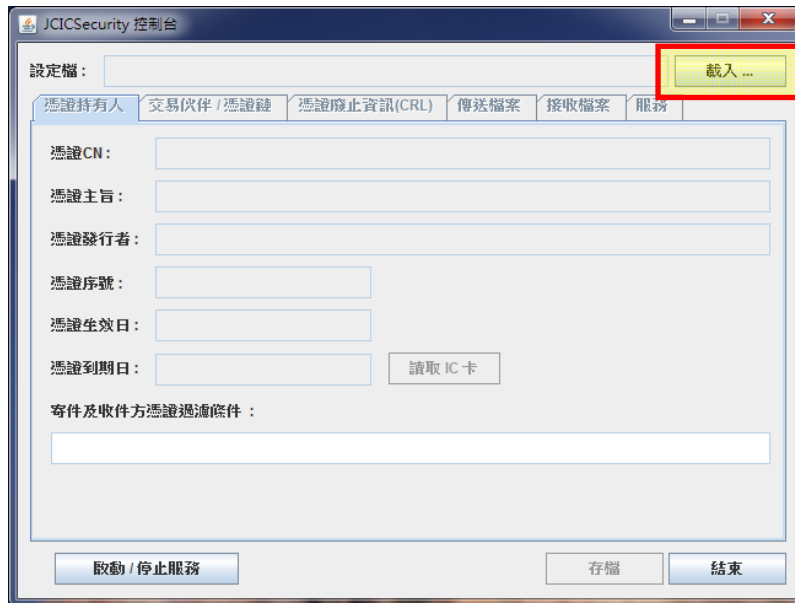 JCICSecurity 控制台
設定檔：
載入 ...
憑證持有人 交易伙伴 / 憑證鏈 憑證廢止資訊(CRL) 傳送檔案 接收檔案 服務
憑證CN：
憑證主旨：
憑證發行者：
憑證序號：
憑證生效日：
憑證到期日： 讀取 IC 卡
寄件及收件方憑證過濾條件 ：
啟動 / 停止服務 存檔 結束